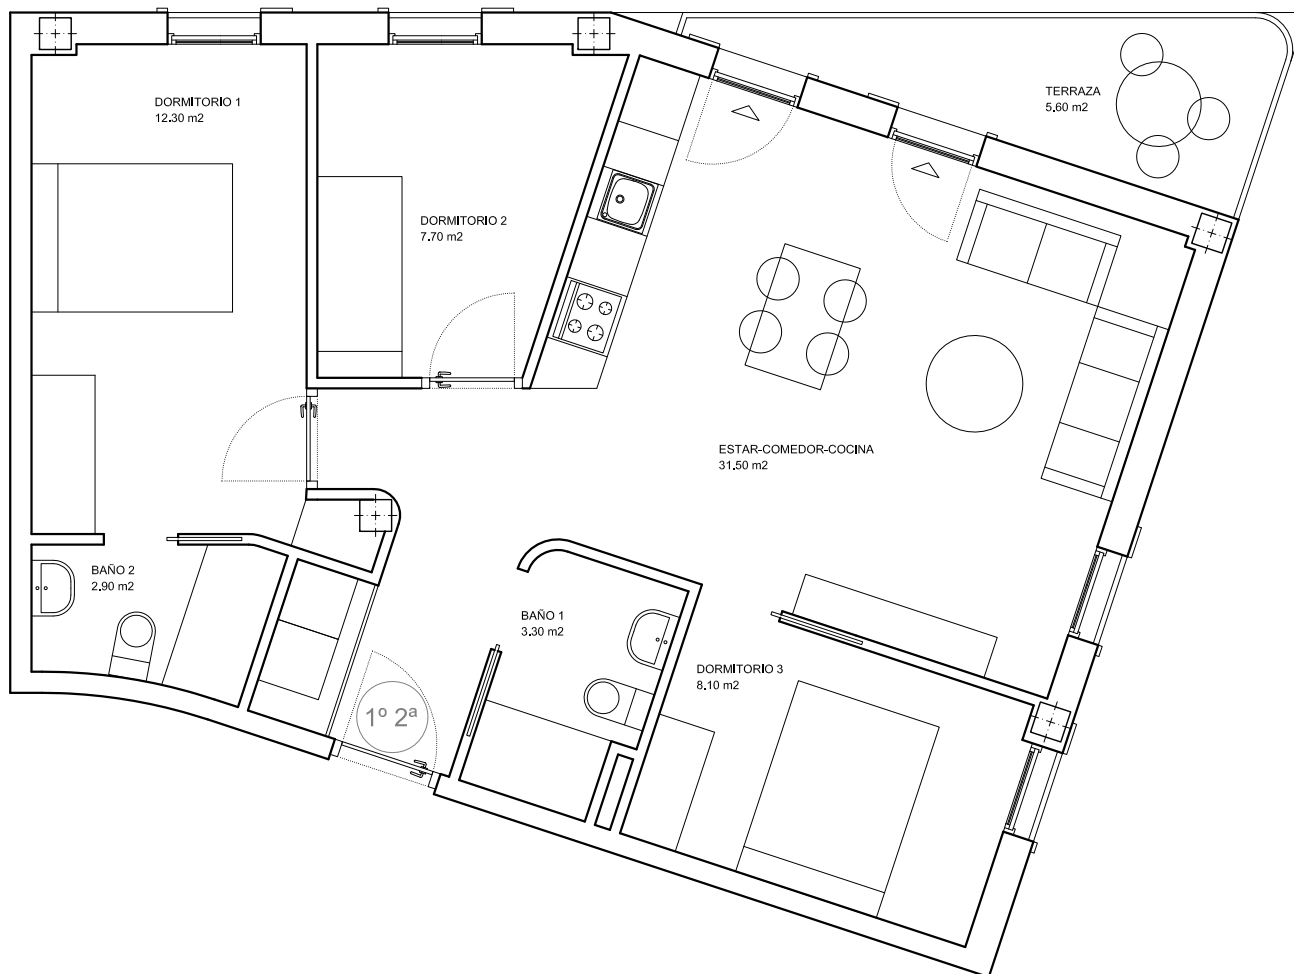 DORMITORIO 1
12.30 m2
TERRAZA
5.60 m2
DORMITORIO 2
7.70 m2
ESTAR-COMEDOR-COCINA
31.50 m2
BAÑO 2
2.90 m2
BAÑO 1
3.30 m2
DORMITORIO 3
8.10 m2
1º 2ª